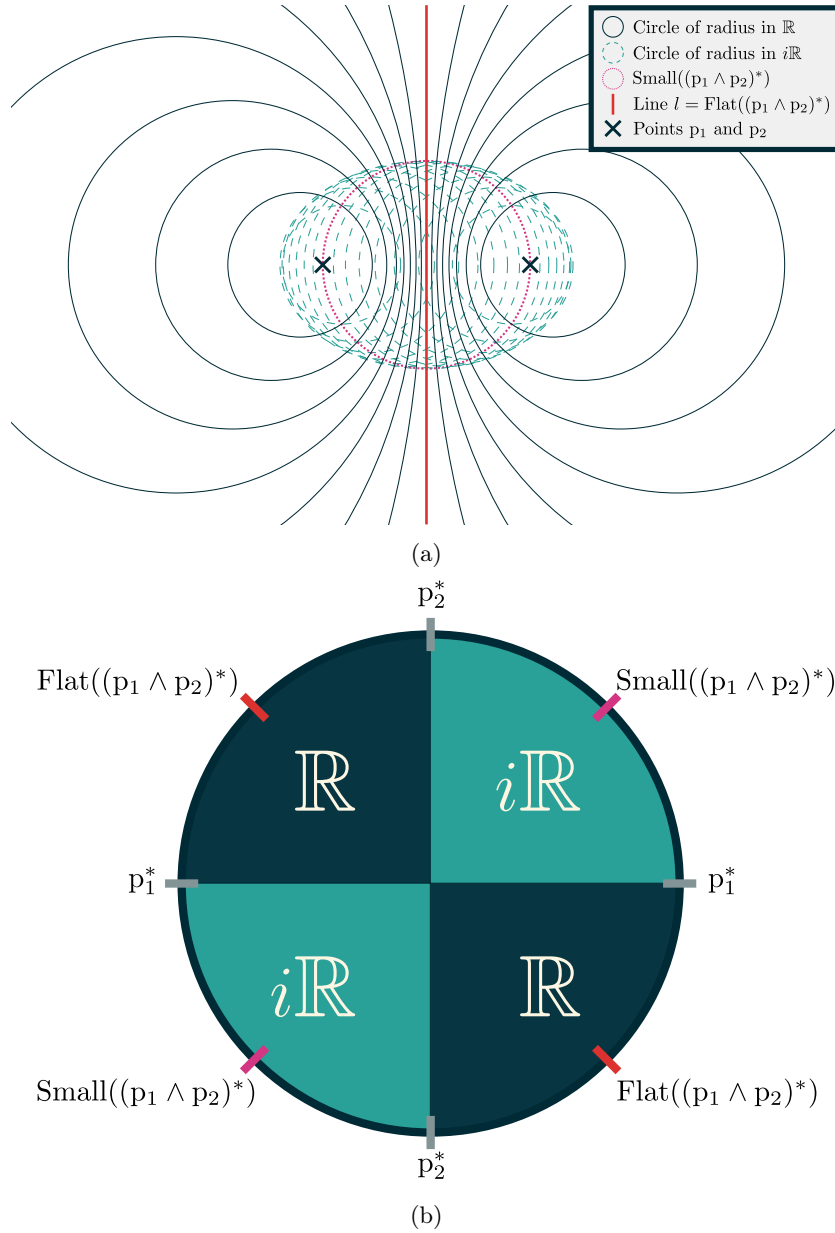 Circle of radius in ℝ
Circle of radius in iℝ
Small((p₁ ∧ p₂)*)
Line l = Flat((p₁ ∧ p₂)*)
Points p₁ and p₂
(a)
p₂*
Flat((p₁ ∧ p₂)*)
Small((p₁ ∧ p₂)*)
ℝ
iℝ
p₁*
p₁*
iℝ
ℝ
Small((p₁ ∧ p₂)*)
Flat((p₁ ∧ p₂)*)
p₂*
(b)